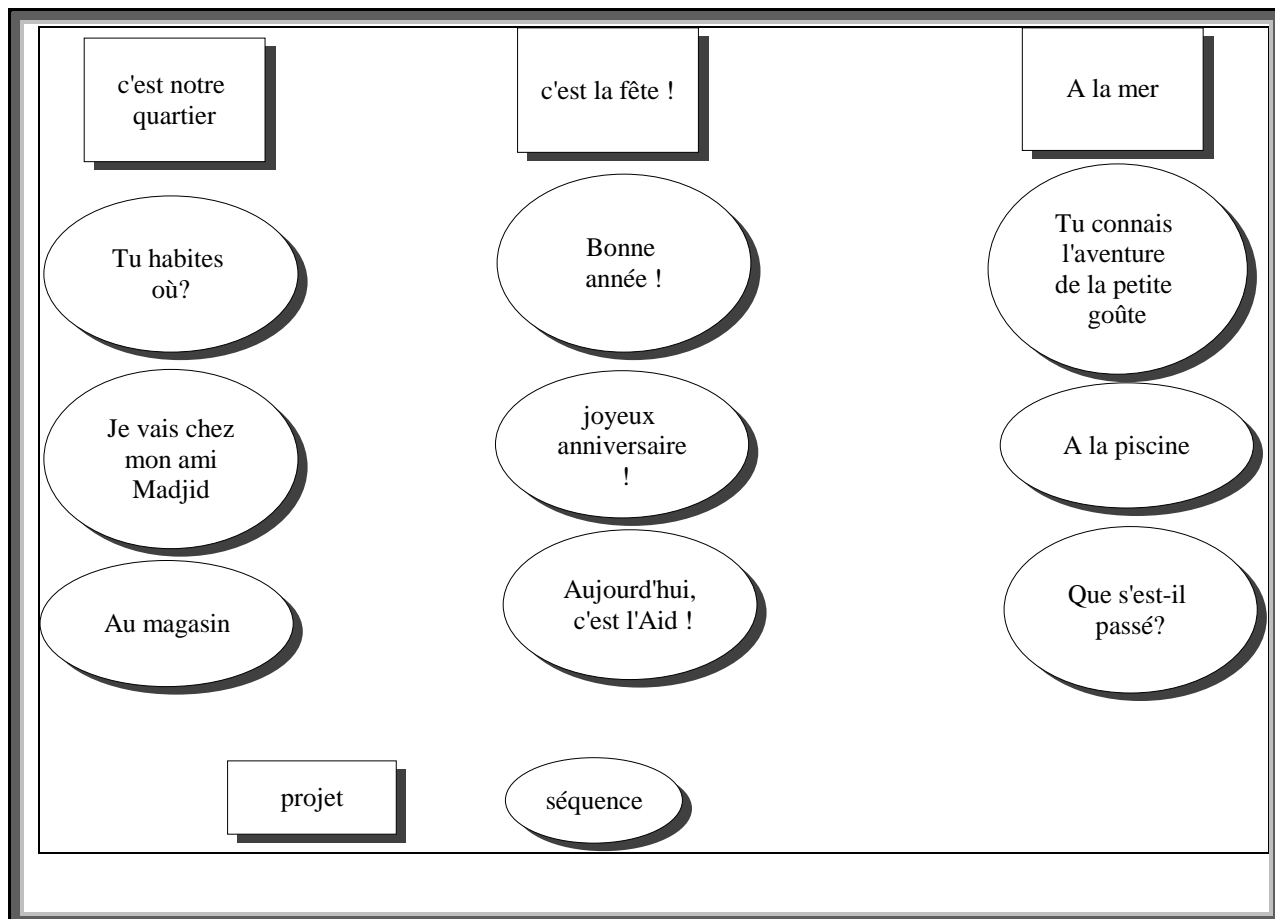 c'est notre
quartier
c'est la fête !
A la mer
Tu habites
où?
Bonne
année !
Tu connais
l'aventure
de la petite
goûte
Je vais chez
mon ami
Madjid
joyeux
anniversaire
!
A la piscine
Au magasin
Aujourd'hui,
c'est l'Aid !
Que s'est-il
passé?
projet
séquence